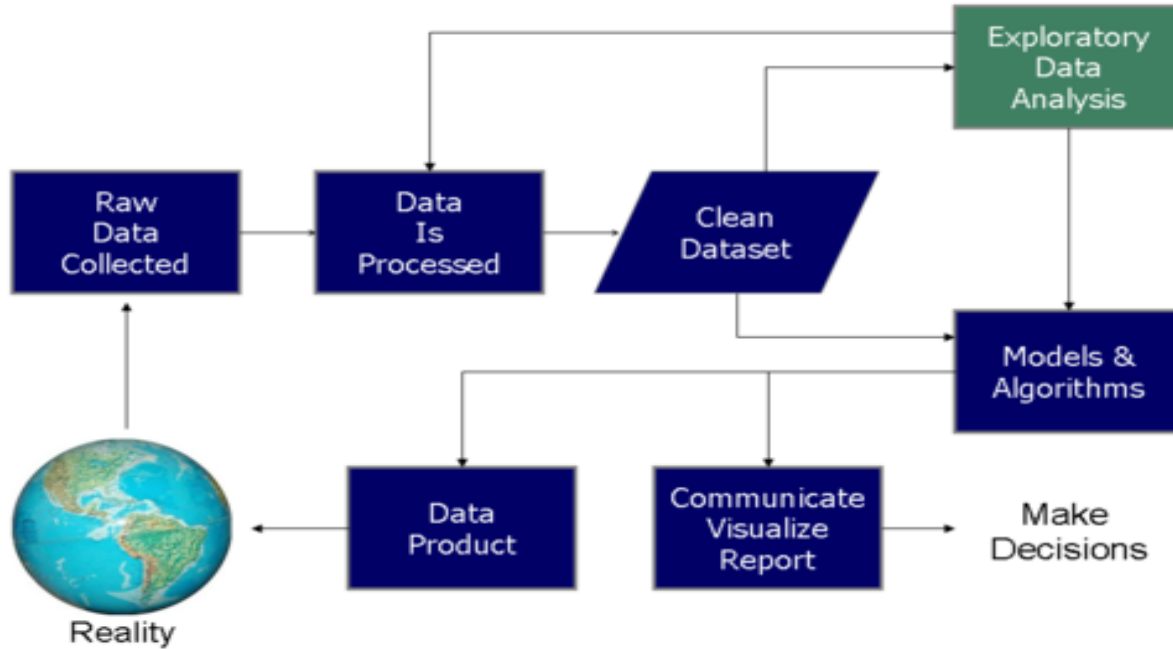 Exploratory
Data
Analysis
Raw
Data
Collected
Data
Is
Processed
Clean
Dataset
Models &
Algorithms
Data
Product
Communicate
Visualize
Report
Make
Decisions
Reality